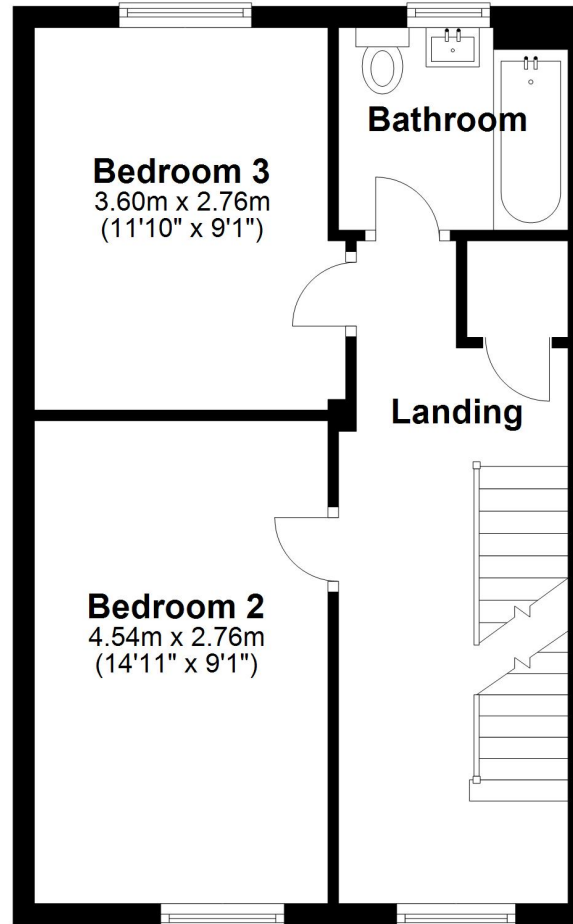 Bathroom
Bedroom 3
3.60m x 2.76m
(11'10" x 9'1")
Landing
Bedroom 2
4.54m x 2.76m
(14'11" x 9'1")